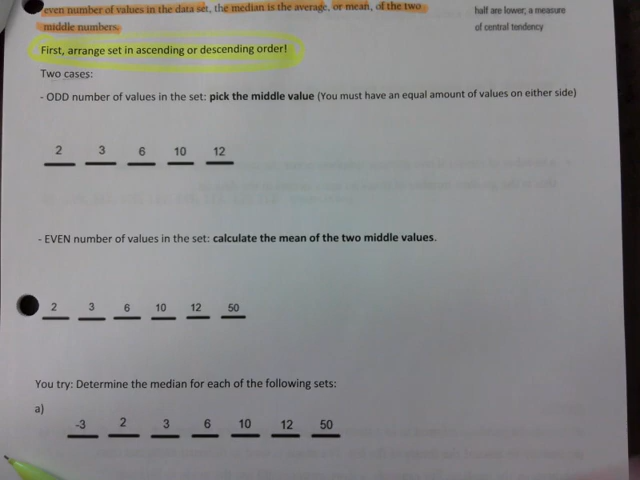 even number of values in the data set, the median is the average, or mean, of the two
middle numbers.
half are lower; a measure
of central tendency
First, arrange set in ascending or descending order!
Two cases:
- ODD number of values in the set: pick the middle value (You must have an equal amount of values on either side)
2 3 6 10 12
- EVEN number of values in the set: calculate the mean of the two middle values.
2 3 6 10 12 50
You try: Determine the median for each of the following sets:
a)
-3 2 3 6 10 12 50